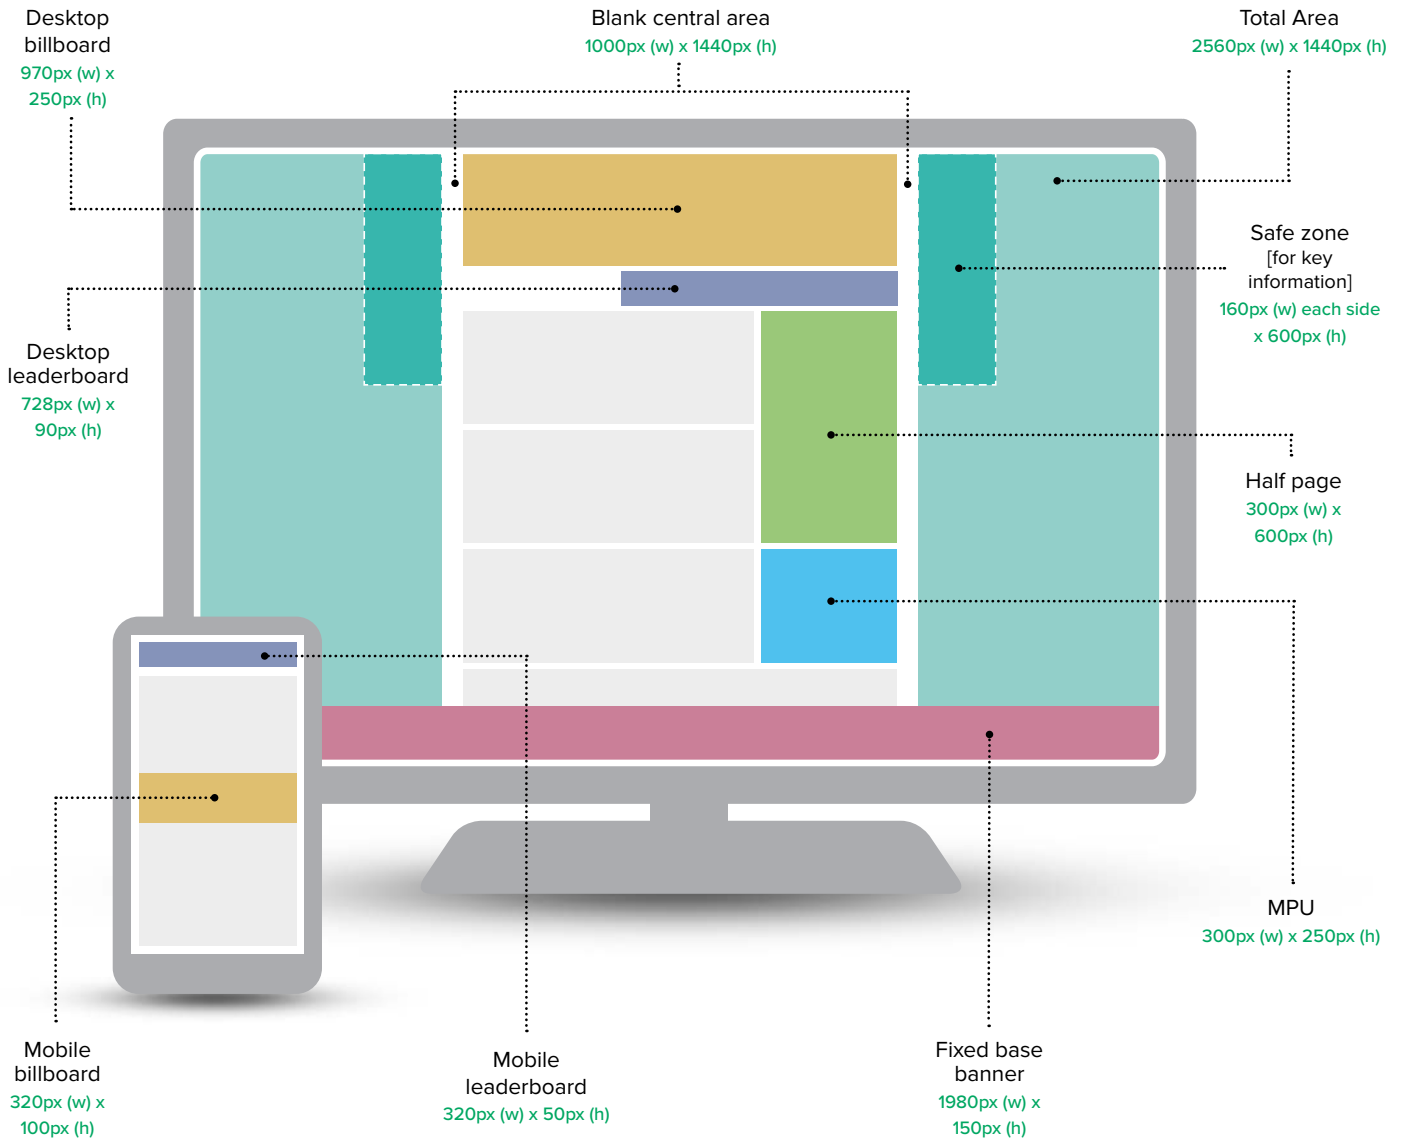 Desktop
billboard
970px (w) x
250px (h)
Blank central area
1000px (w) x 1440px (h)
Total Area
2560px (w) x 1440px (h)
Safe zone
[for key
information]
160px (w) each side
x 600px (h)
Desktop
leaderboard
728px (w) x
90px (h)
Half page
300px (w) x
600px (h)
MPU
300px (w) x 250px (h)
Mobile
billboard
320px (w) x
100px (h)
Mobile
leaderboard
320px (w) x 50px (h)
Fixed base
banner
1980px (w) x
150px (h)